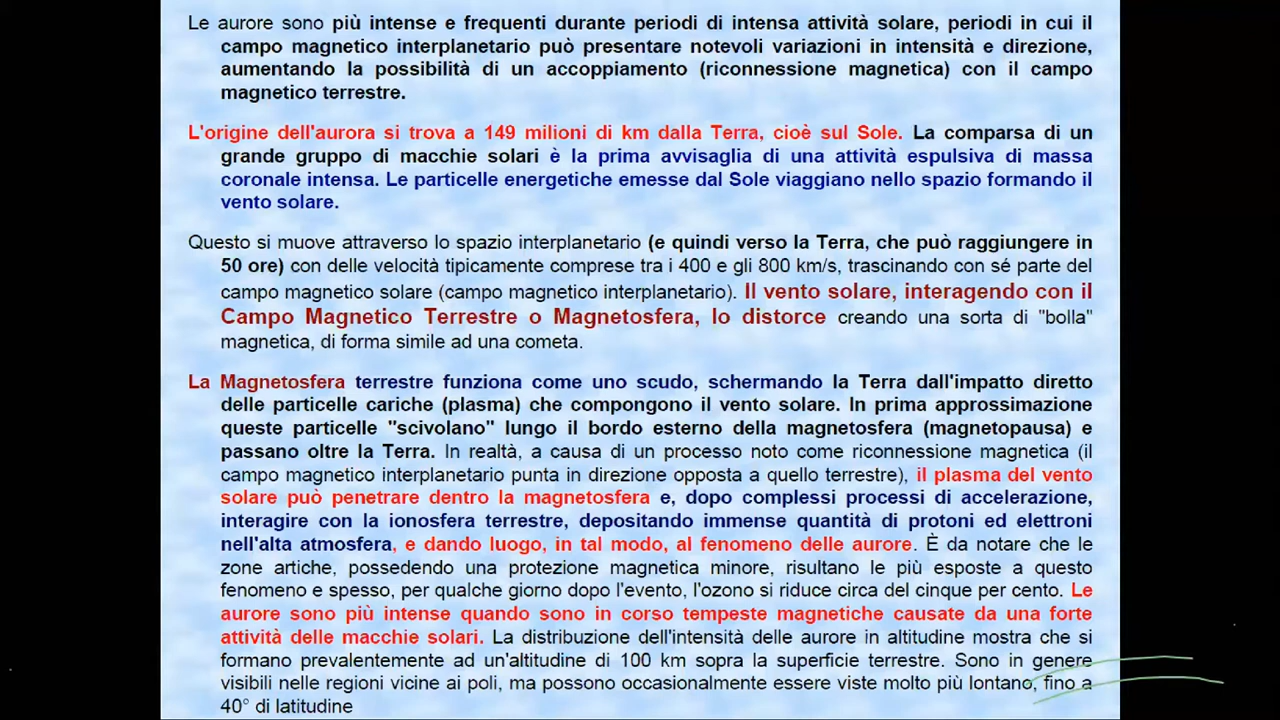 Le aurore sono più intense e frequenti durante periodi di intensa attività solare, periodi in cui il
campo magnetico interplanetario può presentare notevoli variazioni in intensità e direzione,
aumentando la possibilità di un accoppiamento (riconnessione magnetica) con il campo
magnetico terrestre.
L'origine dell'aurora si trova a 149 milioni di km dalla Terra, cioè sul Sole. La comparsa di un
grande gruppo di macchie solari è la prima avvisaglia di una attività espulsiva di massa
coronale intensa. Le particelle energetiche emesse dal Sole viaggiano nello spazio formando il
vento solare.
Questo si muove attraverso lo spazio interplanetario (e quindi verso la Terra, che può raggiungere in
50 ore) con delle velocità tipicamente comprese tra i 400 e gli 800 km/s, trascinando con sé parte del
campo magnetico solare (campo magnetico interplanetario). Il vento solare, interagendo con il
Campo Magnetico Terrestre o Magnetosfera, lo distorce creando una sorta di "bolla"
magnetica, di forma simile ad una cometa.
La Magnetosfera terrestre funziona come uno scudo, schermando la Terra dall'impatto diretto
delle particelle cariche (plasma) che compongono il vento solare. In prima approssimazione
queste particelle "scivolano" lungo il bordo esterno della magnetosfera (magnetopausa) e
passano oltre la Terra. In realtà, a causa di un processo noto come riconnessione magnetica (il
campo magnetico interplanetario punta in direzione opposta a quello terrestre), il plasma del vento
solare può penetrare dentro la magnetosfera e, dopo complessi processi di accelerazione,
interagire con la ionosfera terrestre, depositando immense quantità di protoni ed elettroni
nell'alta atmosfera, e dando luogo, in tal modo, al fenomeno delle aurore. È da notare che le
zone artiche, possedendo una protezione magnetica minore, risultano le più esposte a questo
fenomeno e spesso, per qualche giorno dopo l'evento, l'ozono si riduce circa del cinque per cento. Le
aurore sono più intense quando sono in corso tempeste magnetiche causate da una forte
attività delle macchie solari. La distribuzione dell'intensità delle aurore in altitudine mostra che si
formano prevalentemente ad un'altitudine di 100 km sopra la superficie terrestre. Sono in genere
visibili nelle regioni vicine ai poli, ma possono occasionalmente essere viste molto più lontano, fino a
40° di latitudine